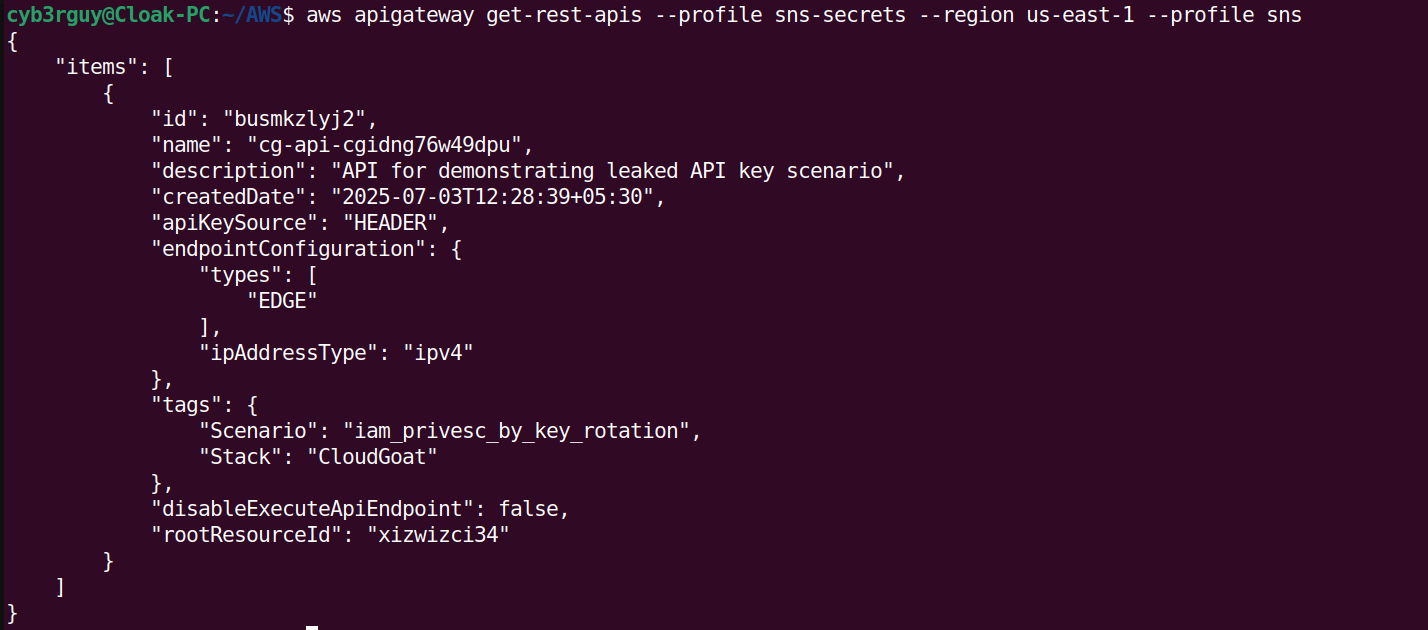 cyb3rguy@Cloak-PC:~/AWS$ aws apigateway get-rest-apis --profile sns-secrets --region us-east-1 --profile sns
{
    "items": [
        {
            "id": "busmkzlyj2",
            "name": "cg-api-cgidng76w49dpu",
            "description": "API for demonstrating leaked API key scenario",
            "createdDate": "2025-07-03T12:28:39+05:30",
            "apiKeySource": "HEADER",
            "endpointConfiguration": {
                "types": [
                    "EDGE"
                ],
                "ipAddressType": "ipv4"
            },
            "tags": {
                "Scenario": "iam_privesc_by_key_rotation",
                "Stack": "CloudGoat"
            },
            "disableExecuteApiEndpoint": false,
            "rootResourceId": "xizwizci34"
        }
    ]
}